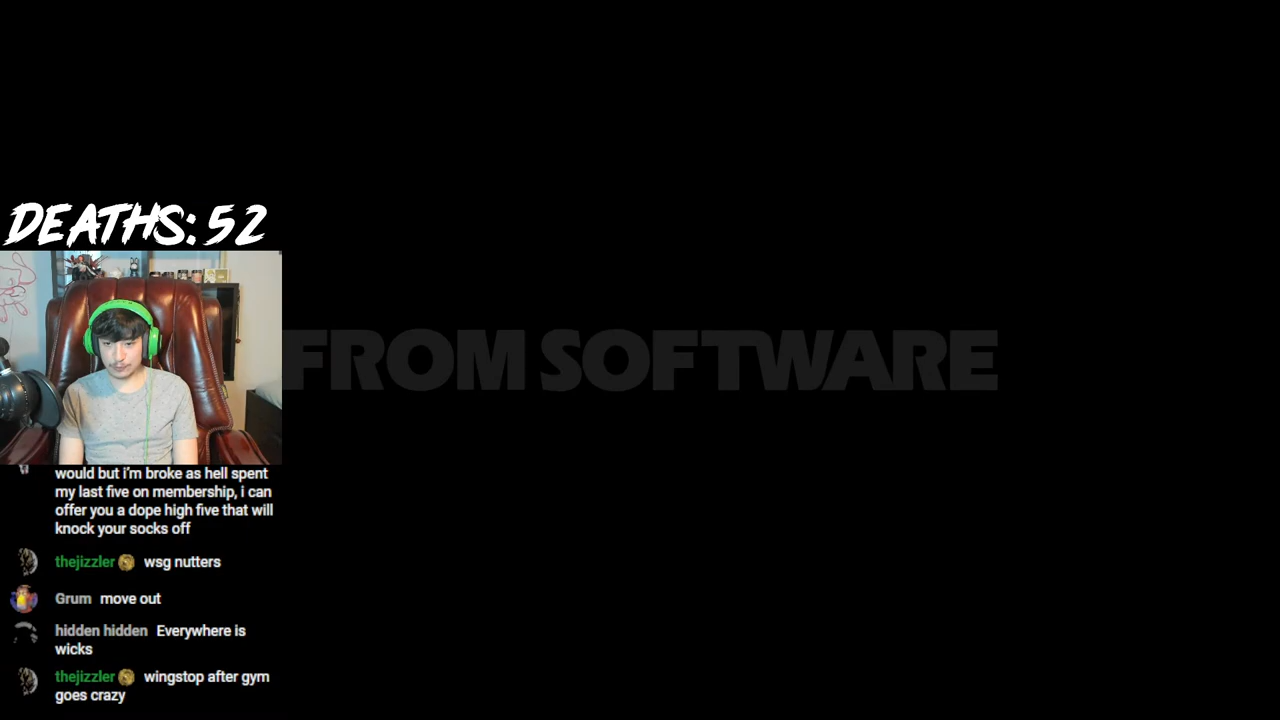 DEATHS: 52
FROMSOFTWARE
would but i'm broke as hell spent
my last five on membership, i can
offer you a dope high five that will
knock your socks off
thejizzler wsg nutters
Grum move out
hidden hidden Everywhere is
wicks
thejizzler wingstop after gym
goes crazy